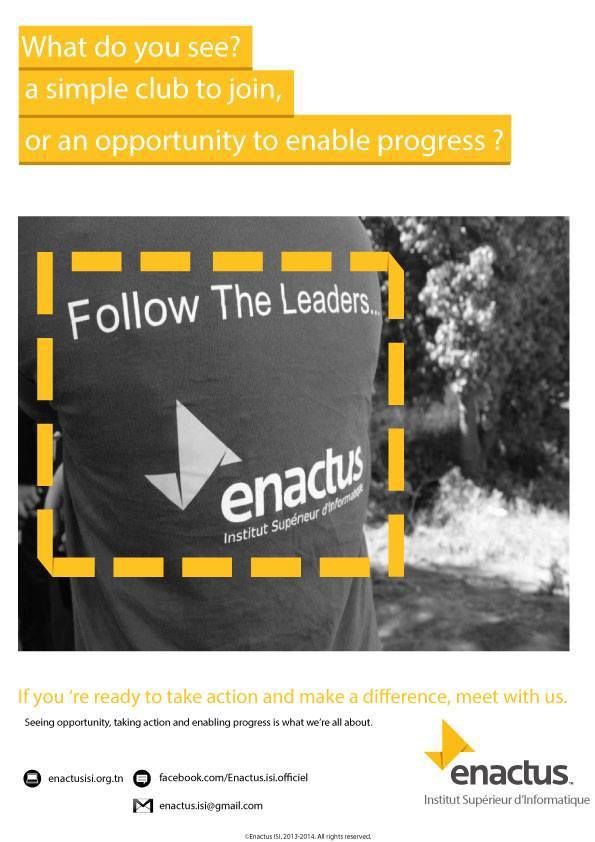 What do you see?
a simple club to join,
or an opportunity to enable progress ?
Follow The Leaders...
enactus
Institut Supérieur d'Informatique
If you 're ready to take action and make a difference, meet with us.
Seeing opportunity, taking action and enabling progress is what we're all about.
enactusisi.org.tn
facebook.com/Enactus.isi.officiel
enactus.isi@gmail.com
enactus™
Institut Supérieur d'Informatique
©Enactus ISI, 2013-2014. All rights reserved.